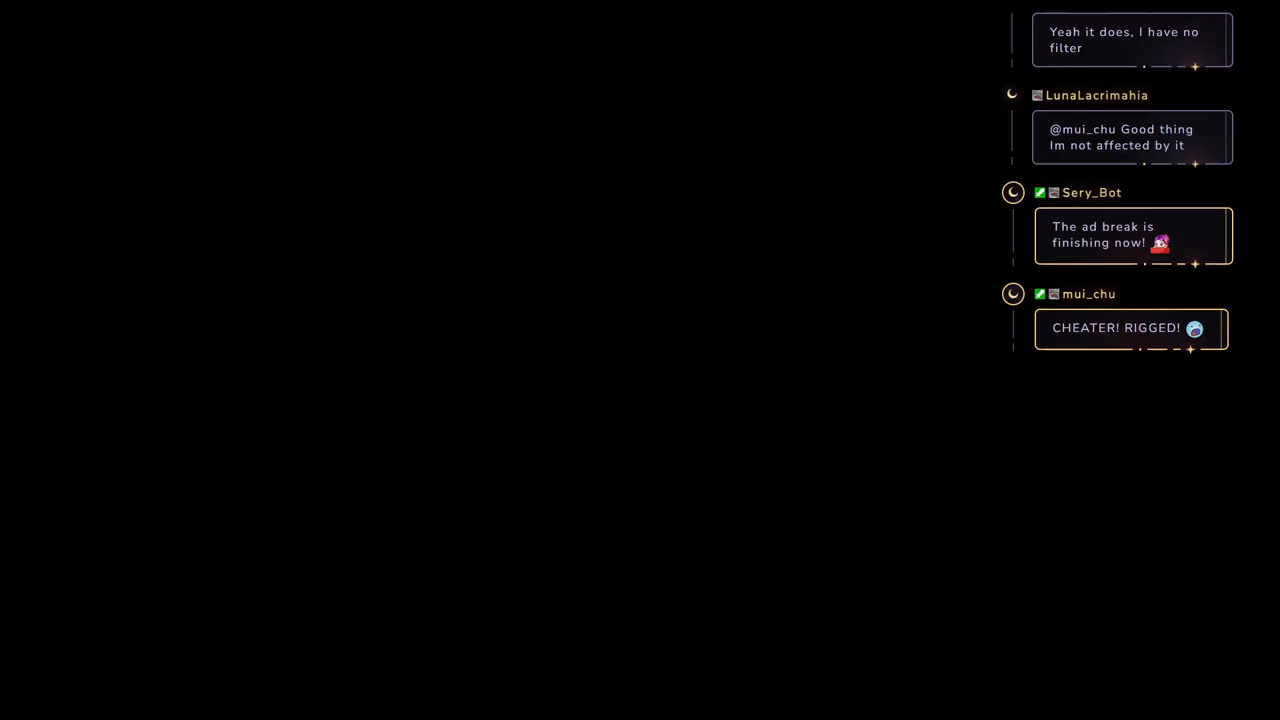 Yeah it does, I have no
filter
LunaLacrimahia
@mui_chu Good thing
Im not affected by it
Sery_Bot
The ad break is
finishing now!
mui_chu
CHEATER! RIGGED!